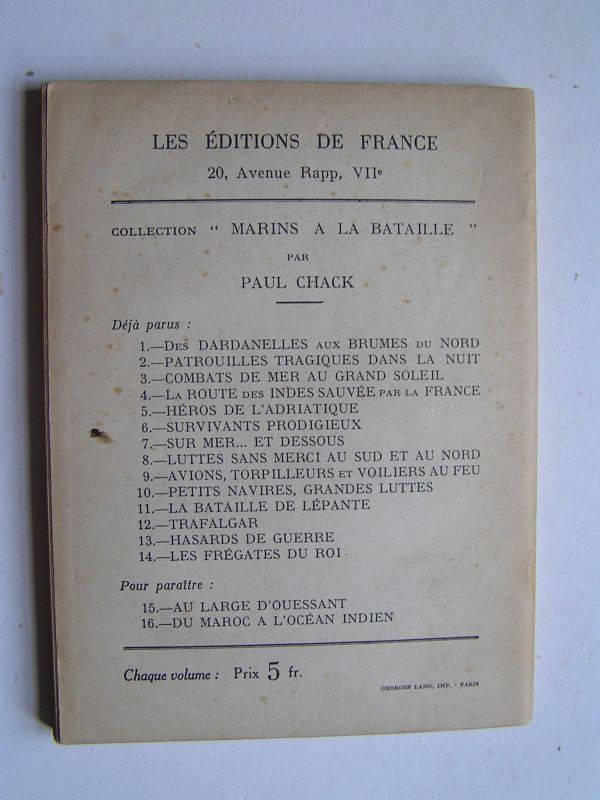 LES ÉDITIONS DE FRANCE
20, Avenue Rapp, VIIe
COLLECTION " MARINS A LA BATAILLE "
PAR
PAUL CHACK
Déjà parus :
1.—DES DARDANELLES AUX BRUMES DU NORD
2.—PATROUILLES TRAGIQUES DANS LA NUIT
3.—COMBATS DE MER AU GRAND SOLEIL
4.—LA ROUTE DES INDES SAUVÉE PAR LA FRANCE
5.—HÉROS DE L'ADRIATIQUE
6.—SURVIVANTS PRODIGIEUX
7.—SUR MER... ET DESSOUS
8.—LUTTES SANS MERCI AU SUD ET AU NORD
9.—AVIONS, TORPILLEURS ET VOILIERS AU FEU
10.—PETITS NAVIRES, GRANDES LUTTES
11.—LA BATAILLE DE LÉPANTE
12.—TRAFALGAR
13.—HASARDS DE GUERRE
14.—LES FRÉGATES DU ROI.
Pour paraître :
15.—AU LARGE D'OUESSANT
16.—DU MAROC A L'OCÉAN INDIEN
Chaque volume : Prix 5 fr.
GEORGES LANG, IMP. - PARIS